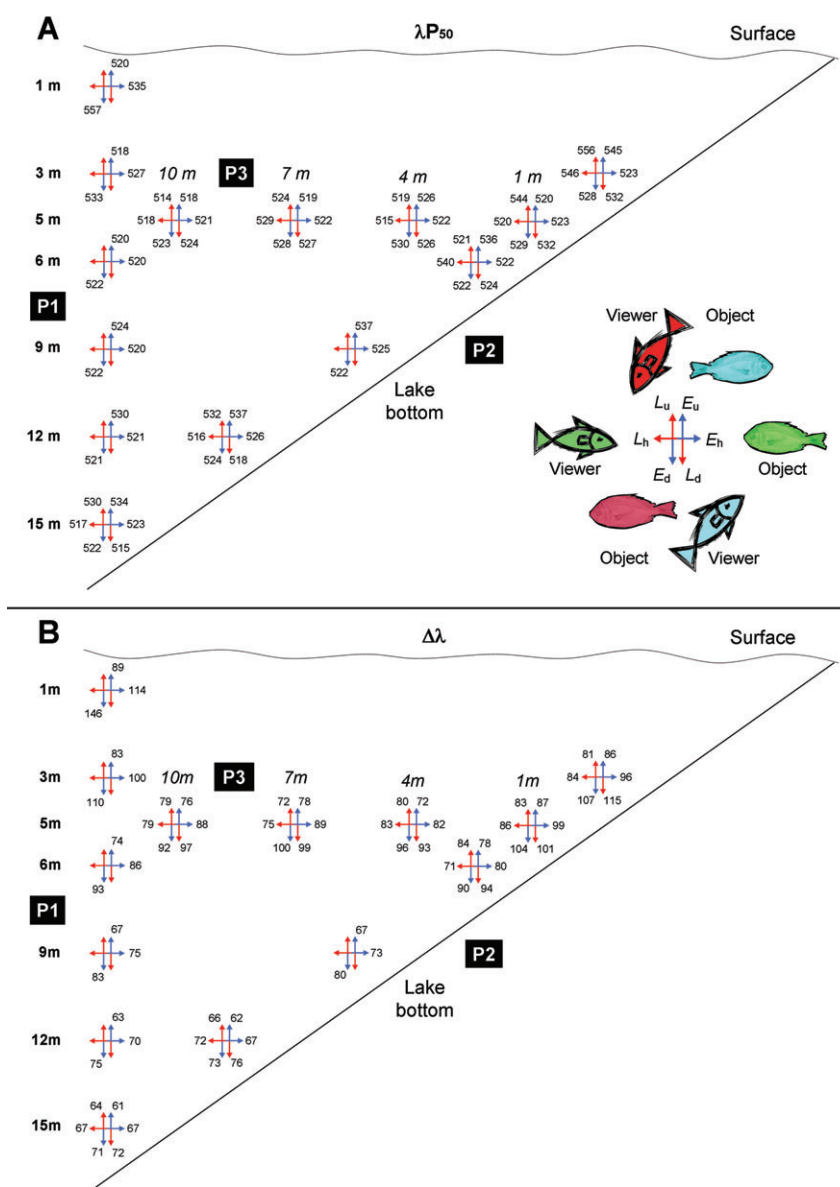 A
λP50
Surface
520
1 m
535
557
518
556 545
3 m
527
10 m
P3
7 m
4 m
1 m
546
523
533
514 518
524 519
519 526
544 520
528 532
5 m
518
521
529
522
515
522
520
523
523 524
528 527
530 526
529 532
520
521 536
6 m
520
540
522
522
522 524
P1
Viewer
Object
524
537
9 m
520
525
P2
522
522
Lake
bottom
Lu Eu
Lh
Eh
Viewer
Object
Ed Ld
530
532 537
12 m
521
516
526
521
524 518
530 534
15 m
517
523
522 515
Object
Viewer
B
Δλ
Surface
89
1m
114
146
83
81 86
3m
100
10m
P3
7m
4m
1m
84
96
110
79 76
72 78
80 72
83 87
107 115
5m
79
88
75
89
83
82
86
99
92 97
100 99
96 93
104 101
74
84 78
6m
86
71
80
93
90 94
P1
67
67
9m
75
73
P2
83
80
Lake
bottom
63
66 62
12m
70
72
67
75
73 76
64 61
15m
67
67
71 72